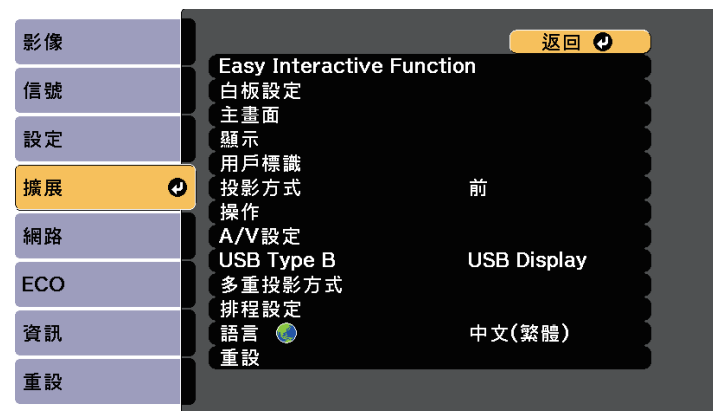 影像
信號
設定
擴展
網路
ECO
資訊
重設
返回
Easy Interactive Function
白板設定
主畫面
顯示
用戶標識
投影方式 前
操作
A/V設定
USB Type B USB Display
多重投影方式
排程設定
語言 中文(繁體)
重設